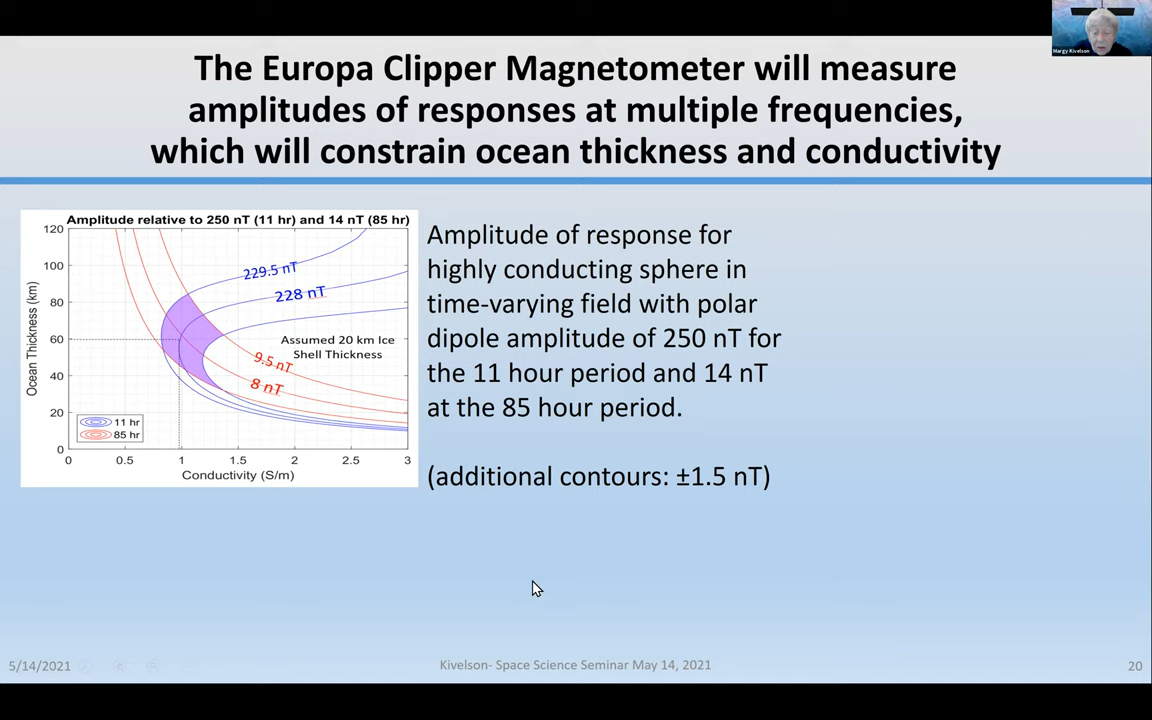 Margy Kivelson
The Europa Clipper Magnetometer will measure
amplitudes of responses at multiple frequencies,
which will constrain ocean thickness and conductivity
Amplitude relative to 250 nT (11 hr) and 14 nT (85 hr)
120
100
80
60
40
20
0
Ocean Thickness (km)
229.5 nT
228 nT
Assumed 20 km Ice
Shell Thickness
9.5 nT
8 nT
11 hr
85 hr
0 0.5 1 1.5 2 2.5 3
Conductivity (S/m)
Amplitude of response for
highly conducting sphere in
time-varying field with polar
dipole amplitude of 250 nT for
the 11 hour period and 14 nT
at the 85 hour period.
(additional contours: ±1.5 nT)
5/14/2021
Kivelson- Space Science Seminar May 14, 2021
20